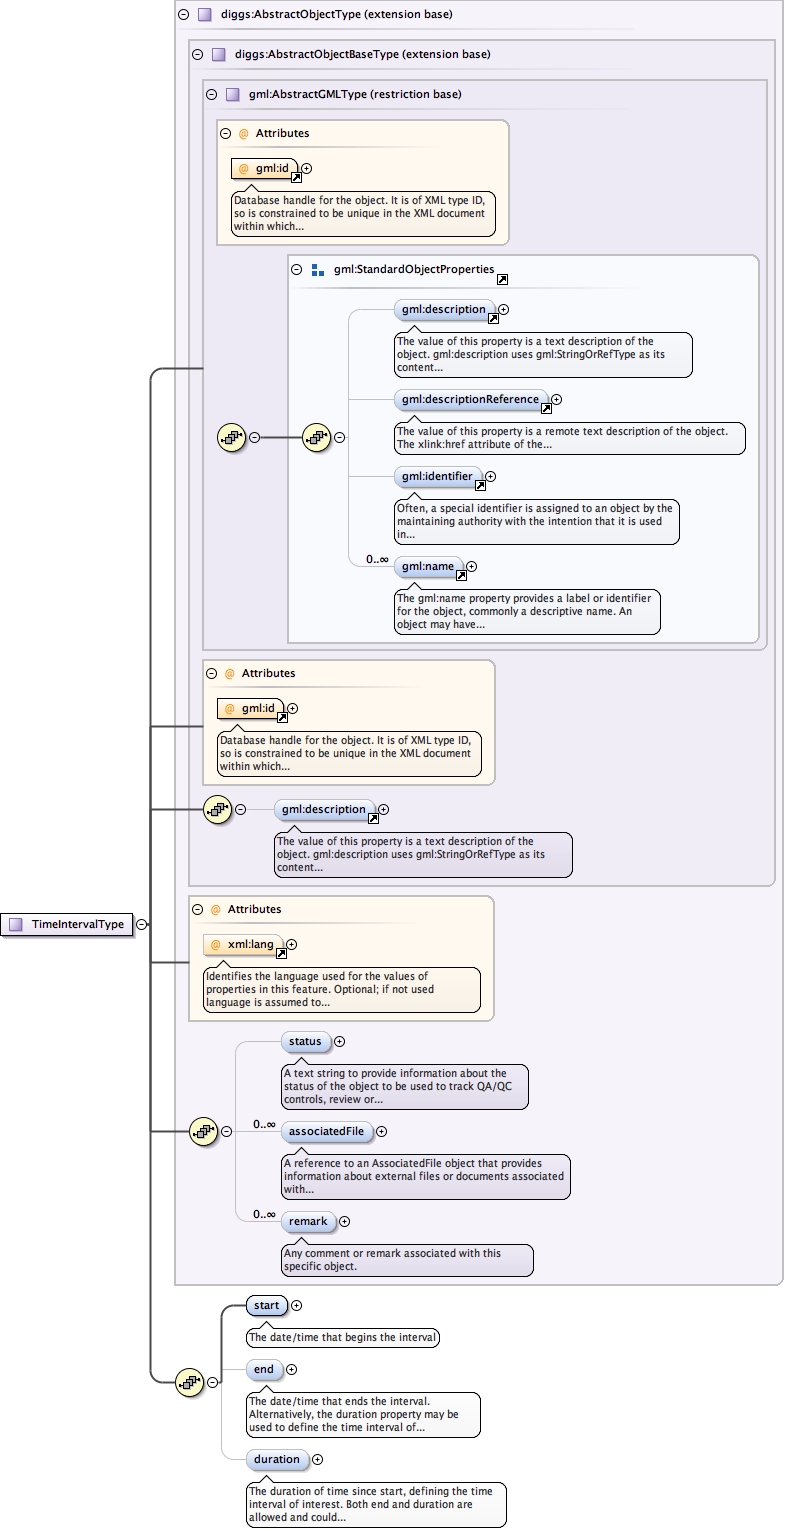 diggs:AbstractObjectType (extension base)
diggs:AbstractObjectBaseType (extension base)
gml:AbstractGMLType (restriction base)
@ Attributes
@ gml:id
Database handle for the object. It is of XML type ID,
so is constrained to be unique in the XML document
within which...
gml:StandardObjectProperties
gml:description
The value of this property is a text description of the
object. gml:description uses gml:StringOrRefType as its
content...
gml:descriptionReference
The value of this property is a remote text description of the object.
The xlink:href attribute of the...
gml:identifier
Often, a special identifier is assigned to an object by the
maintaining authority with the intention that it is used
in...
0..∞
gml:name
The gml:name property provides a label or identifier
for the object, commonly a descriptive name. An
object may have...
@ Attributes
@ gml:id
Database handle for the object. It is of XML type ID,
so is constrained to be unique in the XML document
within which...
gml:description
The value of this property is a text description of the
object. gml:description uses gml:StringOrRefType as its
content...
TimeIntervalType
@ Attributes
@ xml:lang
Identifies the language used for the values of
properties in this feature. Optional; if not used
language is assumed to...
status
A text string to provide information about the
status of the object to be used to track QA/QC
controls, review or...
0..∞
associatedFile
A reference to an AssociatedFile object that provides
information about external files or documents associated
with...
0..∞
remark
Any comment or remark associated with this
specific object.
start
The date/time that begins the interval
end
The date/time that ends the interval.
Alternatively, the duration property may be
used to define the time interval of...
duration
The duration of time since start, defining the time
interval of interest. Both end and duration are
allowed and could...